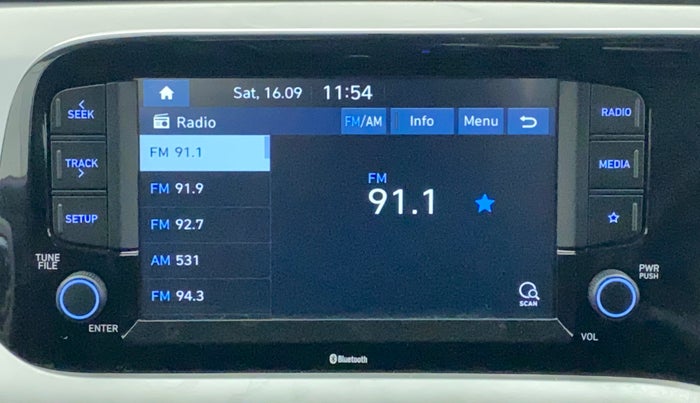 Sat, 16.09 11:54
Radio FM/AM Info Menu
FM 91.1
FM 91.9
FM 92.7
AM 531
FM 94.3
FM
91.1
SCAN
< SEEK
TRACK >
SETUP
TUNE
FILE
ENTER
RADIO
MEDIA
PWR
PUSH
VOL
Bluetooth